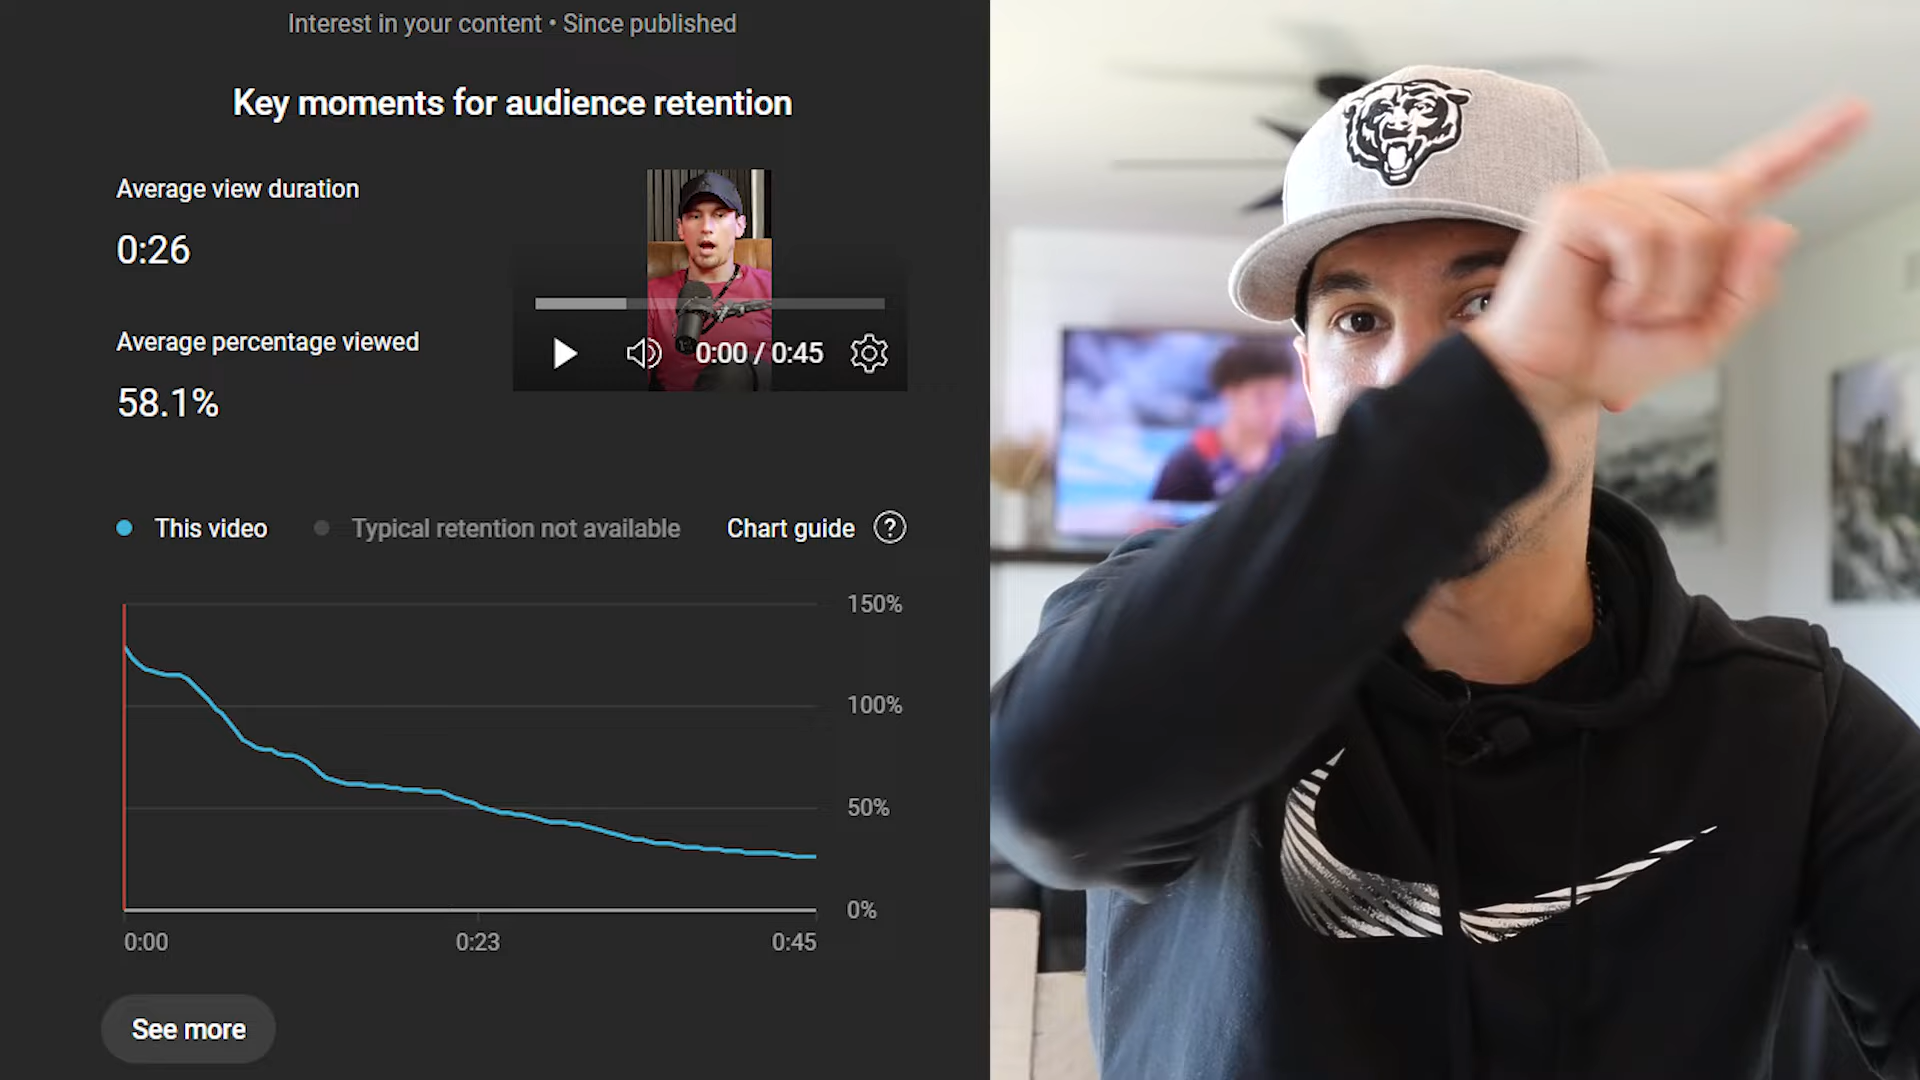 Interest in your content • Since published
Key moments for audience retention
Average view duration
0:26
Average percentage viewed
58.1%
0:00 / 0:45
This video
Typical retention not available
Chart guide ?
150%
100%
50%
0%
0:00
0:23
0:45
See more